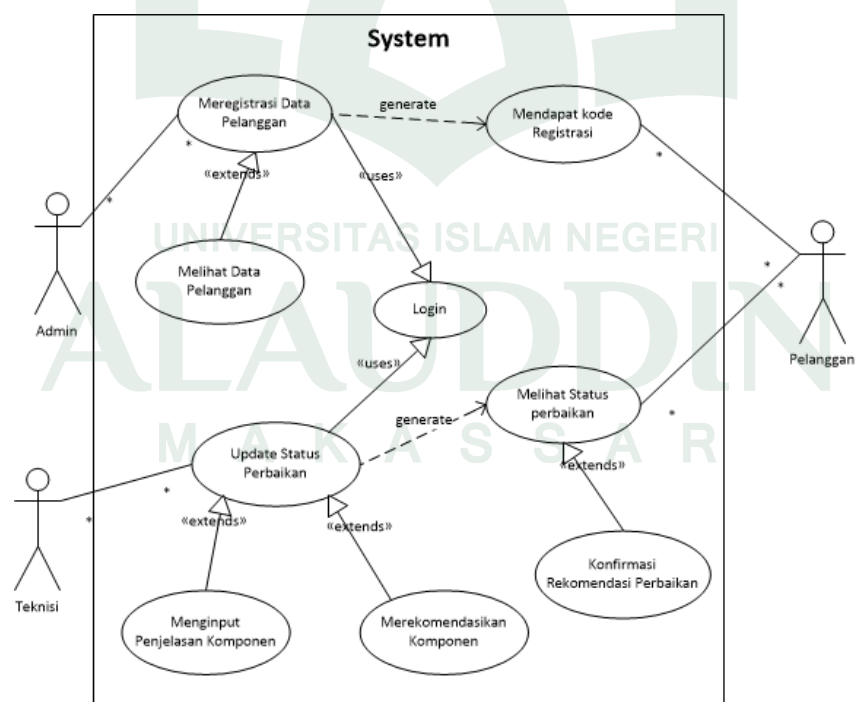 System
Meregistrasi Data
Pelanggan
generate
Mendapat kode
Registrasi
*
*
«extends»
«uses»
*
UNIVERSITAS ISLAM NEGERI
Admin
Melihat Data
Pelanggan
Login
*
*
Pelanggan
ALAUDDIN
«uses»
Melihat Status
perbaikan
generate
*
MAKASSAR
Update Status
Perbaikan
*
*
«extends»
«extends»
«extends»
Teknisi
Konfirmasi
Rekomendasi Perbaikan
Menginput
Penjelasan Komponen
Merekomendasikan
Komponen